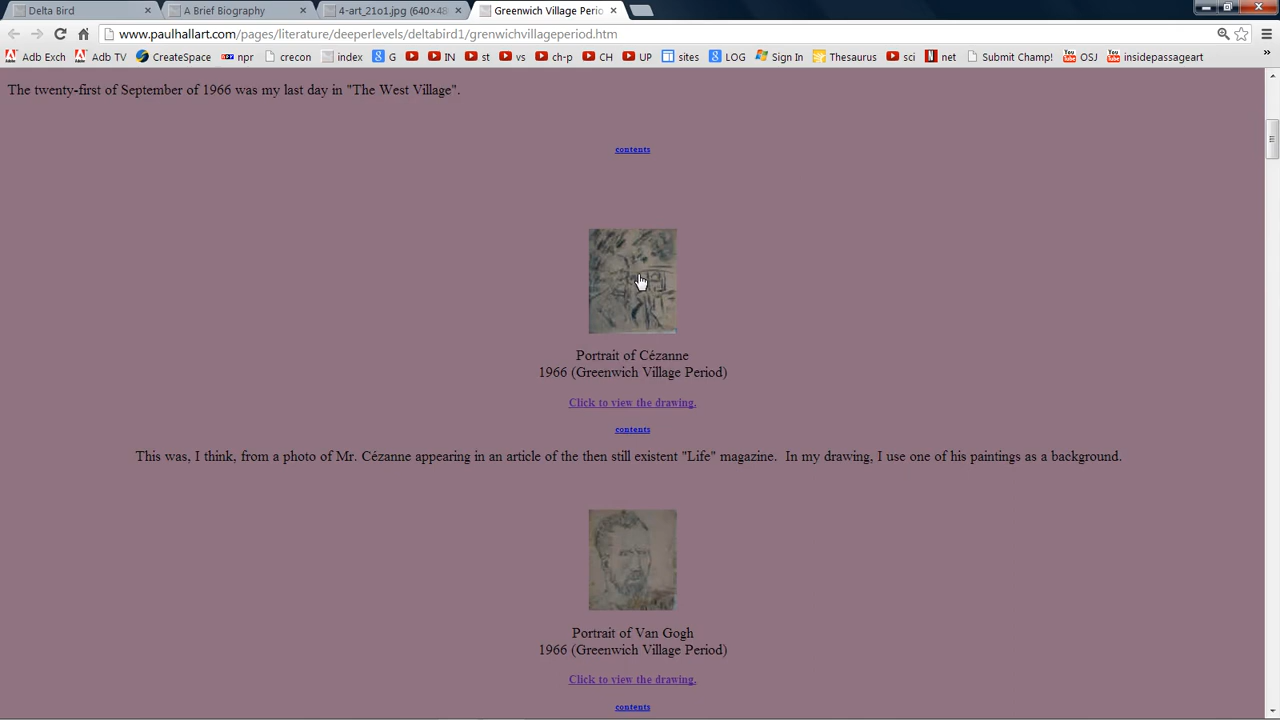 Delta Bird
A Brief Biography
4-art_21o1.jpg (640×48
Greenwich Village Perio
www.paulhallart.com/pages/literature/deeperlevels/deltabird1/grenwichvillageperiod.htm
Adb Exch
Adb TV
CreateSpace
npr
crecon
index
G
IN
st
vs
ch-p
CH
UP
sites
LOG
Sign In
Thesaurus
sci
net
Submit Champ!
OSJ
insidepassageart
The twenty-first of September of 1966 was my last day in "The West Village".
contents
Portrait of Cézanne
1966 (Greenwich Village Period)
Click to view the drawing.
contents
This was, I think, from a photo of Mr. Cézanne appearing in an article of the then still existent "Life" magazine.  In my drawing, I use one of his paintings as a background.
Portrait of Van Gogh
1966 (Greenwich Village Period)
Click to view the drawing.
contents